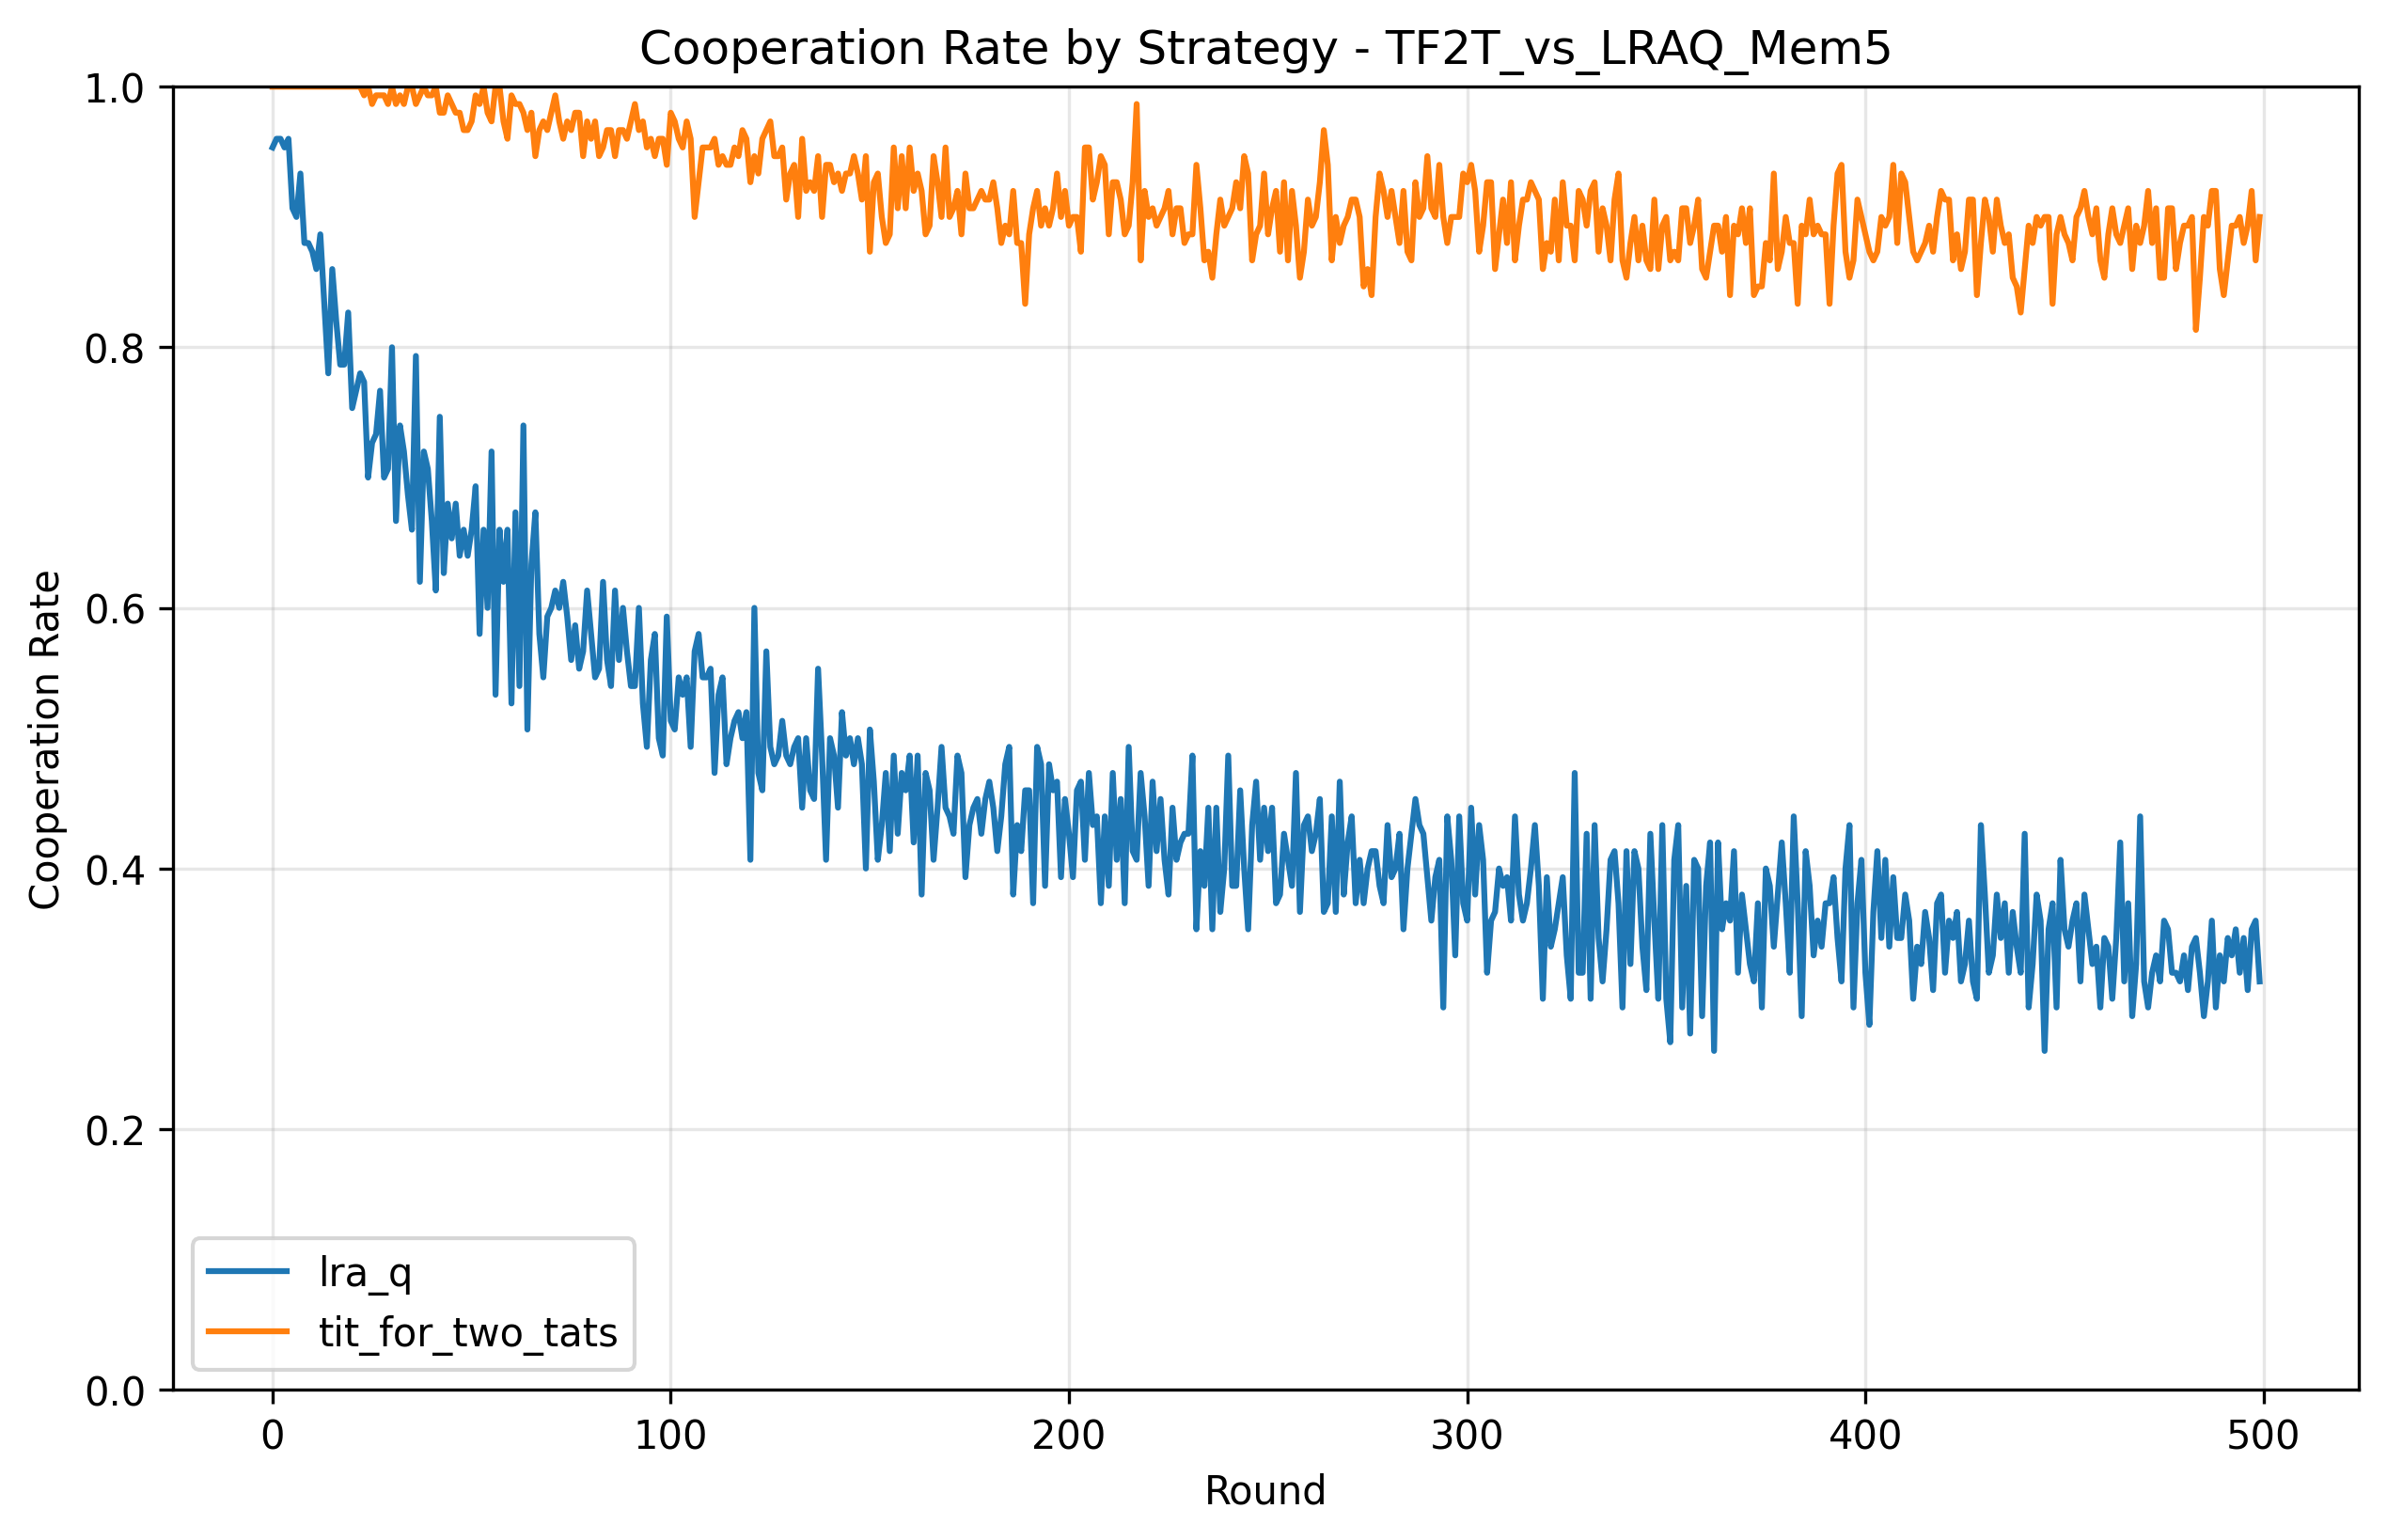 Cooperation Rate by Strategy - TF2T_vs_LRAQ_Mem5
1.0
0.8
0.6
0.4
0.2
0.0
Cooperation Rate
lra_q
tit_for_two_tats
0 100 200 300 400 500
Round